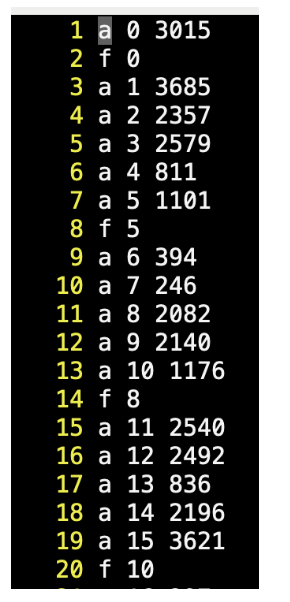 1 a 0 3015
2 f 0
3 a 1 3685
4 a 2 2357
5 a 3 2579
6 a 4 811
7 a 5 1101
8 f 5
9 a 6 394
10 a 7 246
11 a 8 2082
12 a 9 2140
13 a 10 1176
14 f 8
15 a 11 2540
16 a 12 2492
17 a 13 836
18 a 14 2196
19 a 15 3621
20 f 10